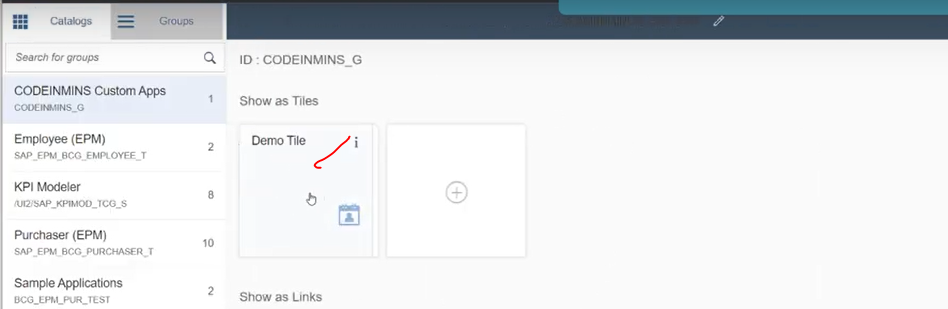 Catalogs
Groups
Search for groups
ID : CODEINMINS_G
CODEINMINS Custom Apps
1
CODEINMINS_G
Show as Tiles
Demo Tile
i
Employee (EPM)
2
SAP_EPM_BCG_EMPLOYEE_T
KPI Modeler
8
/UI2/SAP_KPIMOD_TCG_S
Purchaser (EPM)
10
SAP_EPM_BCG_PURCHASER_T
Sample Applications
2
BCG_EPM_PUR_TEST
Show as Links